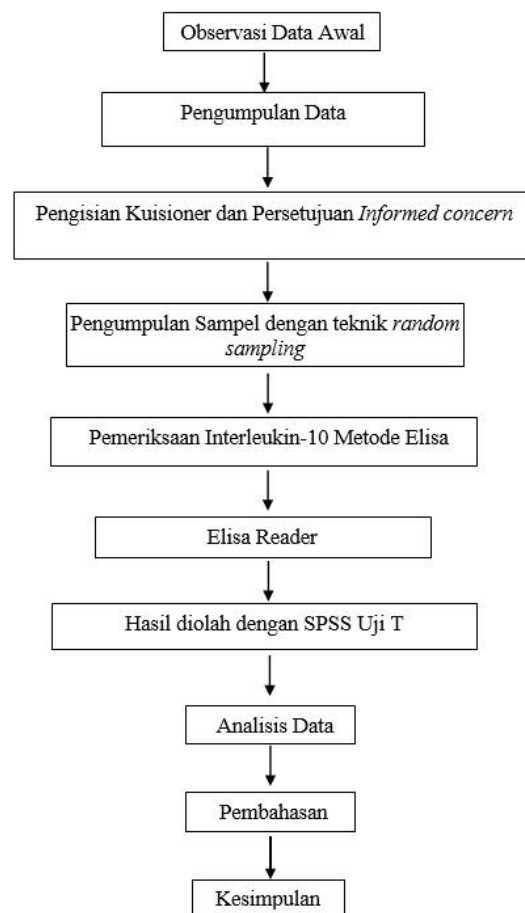 Observasi Data Awal
Pengumpulan Data
Pengisian Kuisioner dan Persetujuan Informed concern
Pengumpulan Sampel dengan teknik random
sampling
Pemeriksaan Interleukin-10 Metode Elisa
Elisa Reader
Hasil diolah dengan SPSS Uji T
Analisis Data
Pembahasan
Kesimpulan